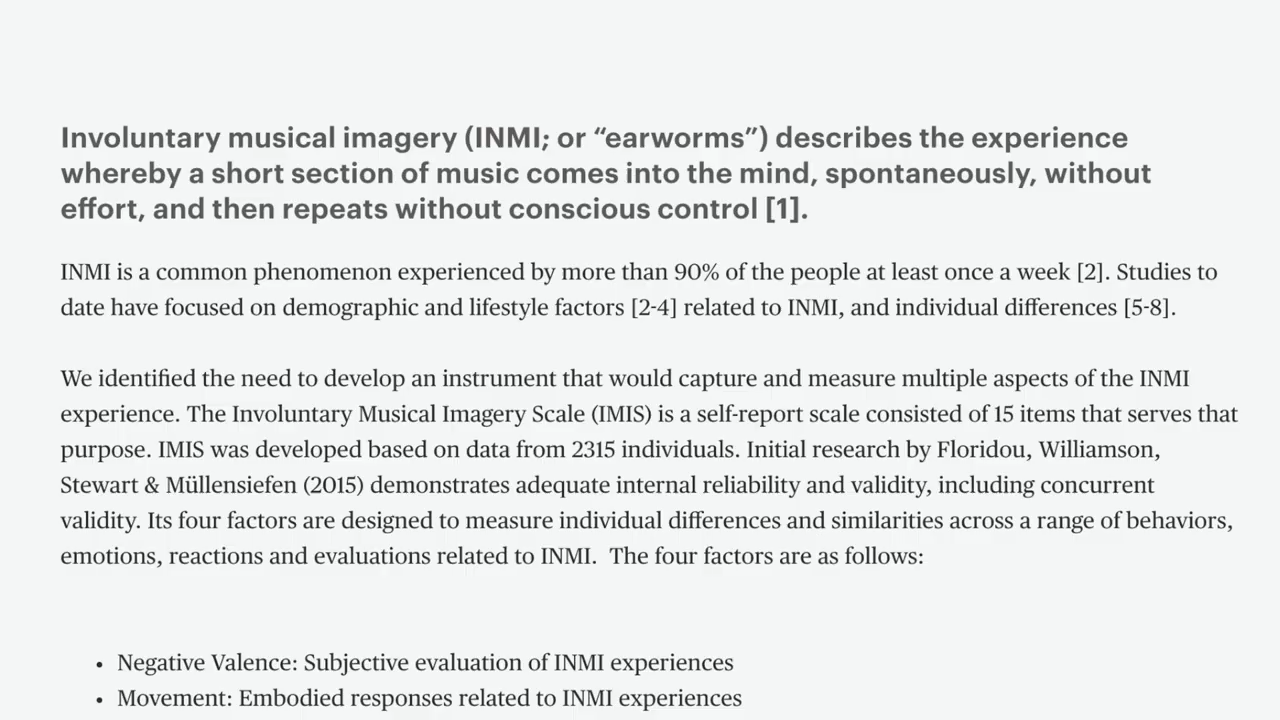 Involuntary musical imagery (INMI; or “earworms”) describes the experience
whereby a short section of music comes into the mind, spontaneously, without
effort, and then repeats without conscious control [1].
INMI is a common phenomenon experienced by more than 90% of the people at least once a week [2]. Studies to
date have focused on demographic and lifestyle factors [2-4] related to INMI, and individual differences [5-8].
We identified the need to develop an instrument that would capture and measure multiple aspects of the INMI
experience. The Involuntary Musical Imagery Scale (IMIS) is a self-report scale consisted of 15 items that serves that
purpose. IMIS was developed based on data from 2315 individuals. Initial research by Floridou, Williamson,
Stewart & Müllensiefen (2015) demonstrates adequate internal reliability and validity, including concurrent
validity. Its four factors are designed to measure individual differences and similarities across a range of behaviors,
emotions, reactions and evaluations related to INMI.  The four factors are as follows:
• Negative Valence: Subjective evaluation of INMI experiences
• Movement: Embodied responses related to INMI experiences